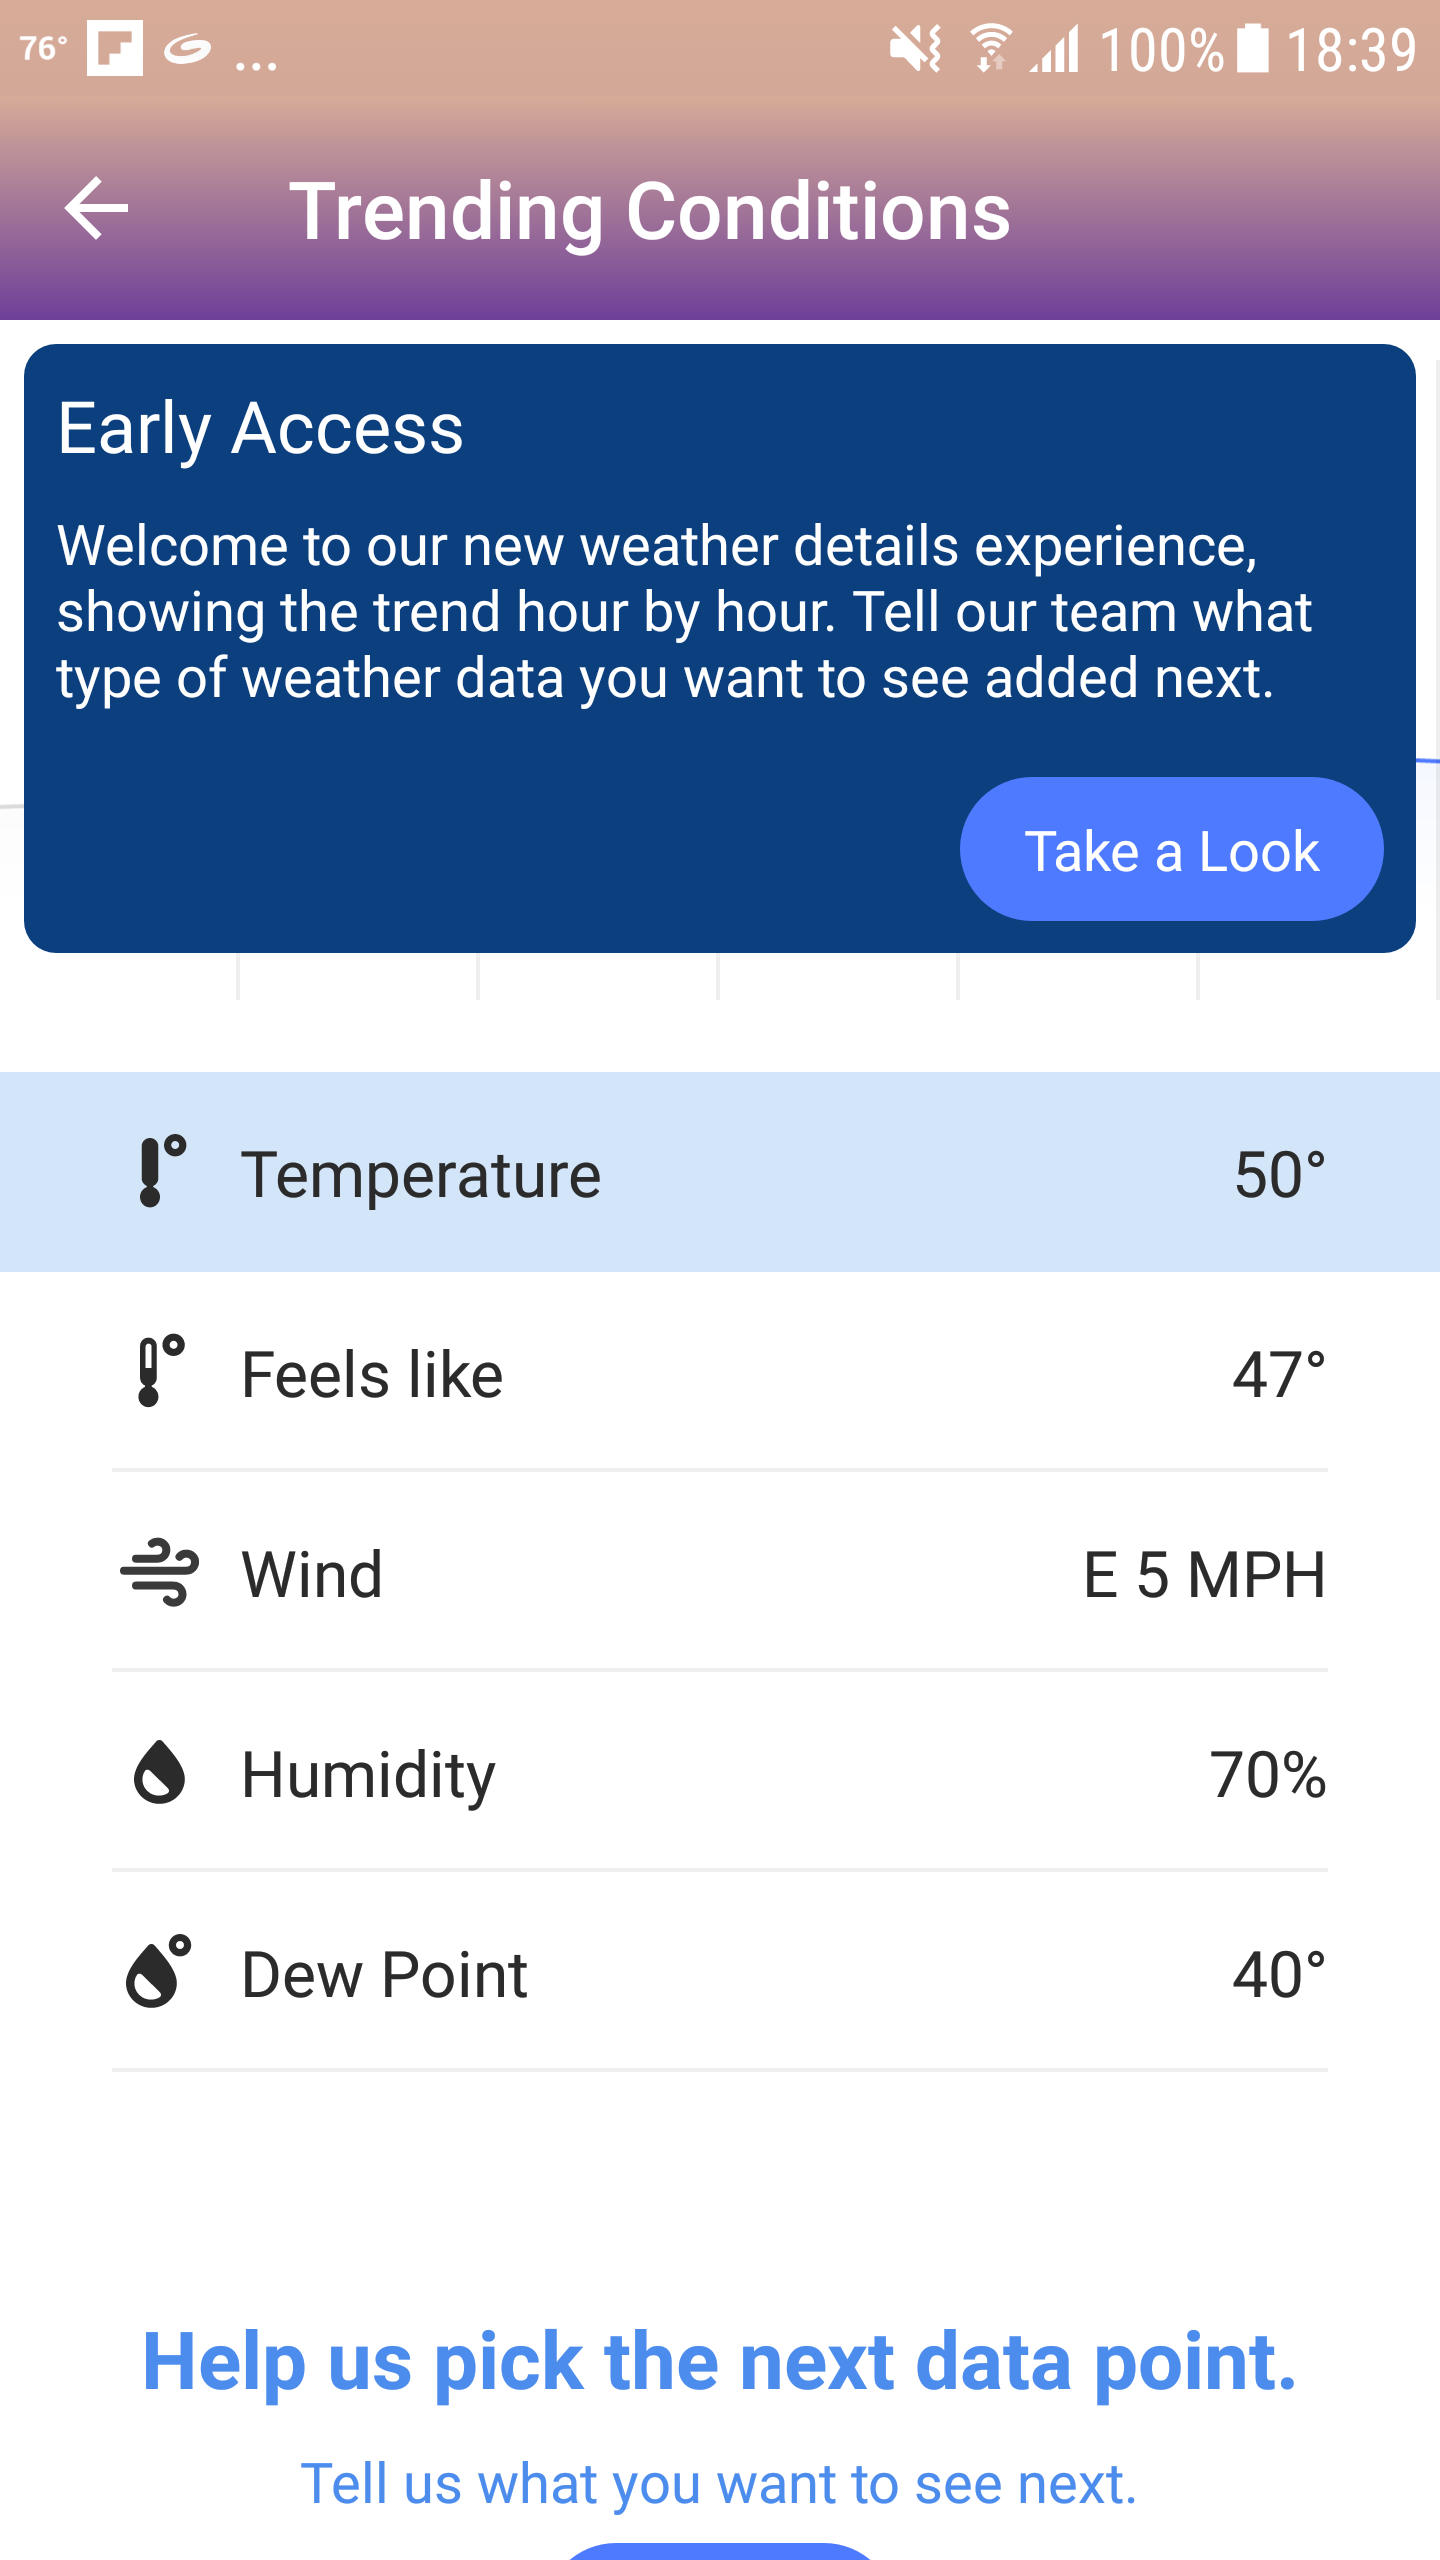 76°
...
100%
18:39
Trending Conditions
Early Access
Welcome to our new weather details experience,
showing the trend hour by hour. Tell our team what
type of weather data you want to see added next.
Take a Look
Temperature 50°
Feels like 47°
Wind E 5 MPH
Humidity 70%
Dew Point 40°
Help us pick the next data point.
Tell us what you want to see next.